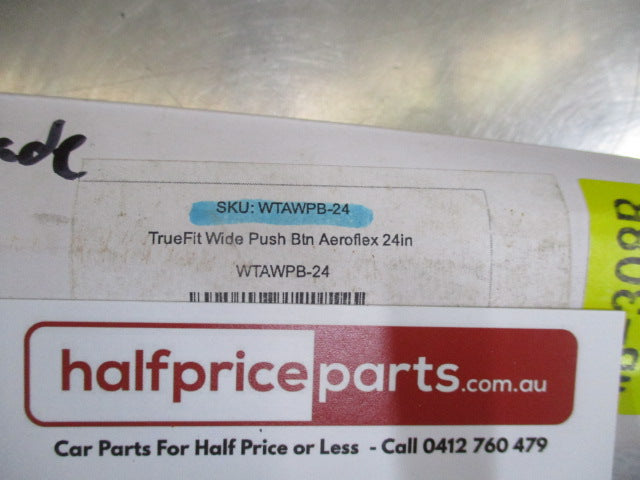 SKU: WTAWPB-24
TrueFit Wide Push Btn Aeroflex 24in
WTAWPB-24
halfpriceparts.com.au
Car Parts For Half Price or Less - Call 0412 760 479